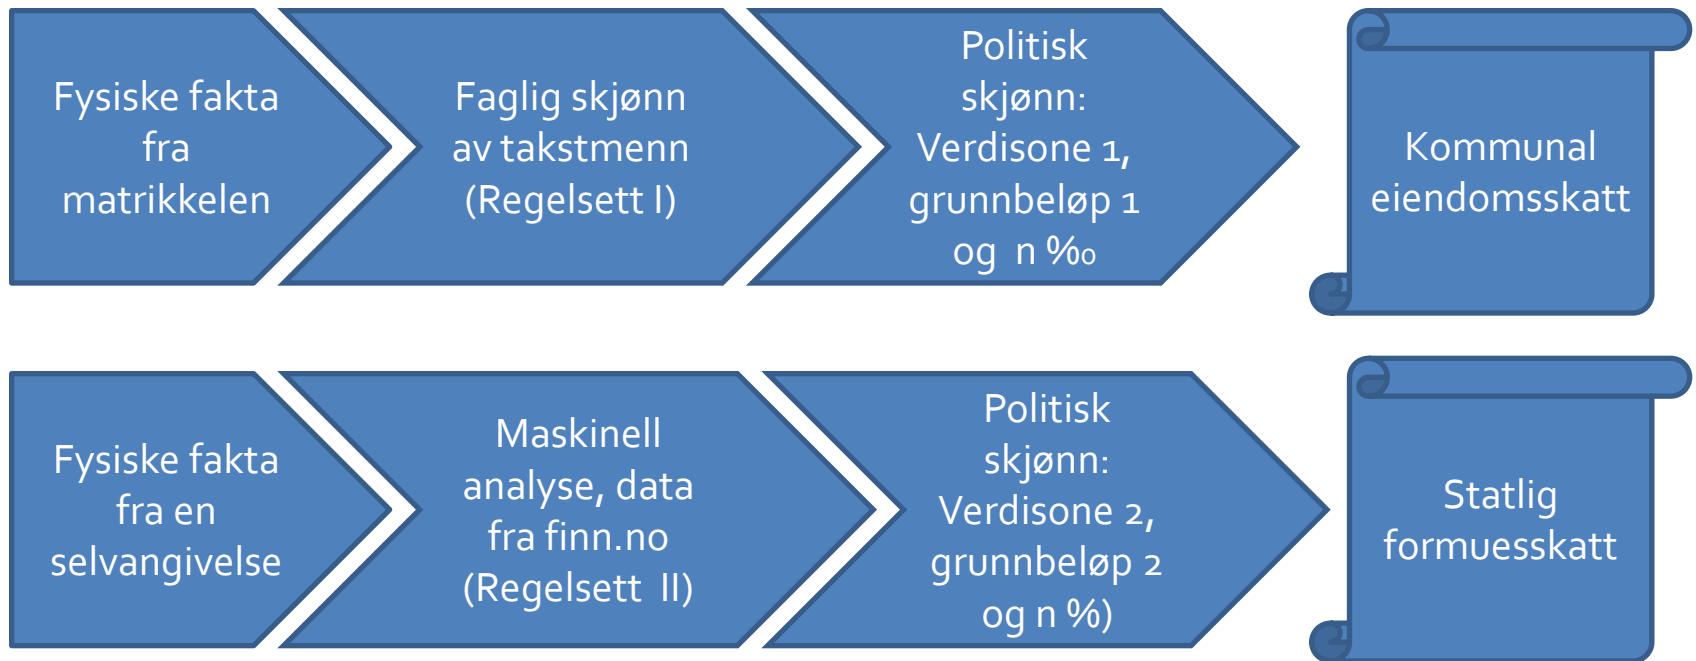 Fysiske fakta
fra
matrikkelen
Faglig skjønn
av takstmenn
(Regelsett I)
Politisk
skjønn:
Verdisone 1,
grunnbeløp 1
og n ‰
Kommunal
eiendomsskatt
Fysiske fakta
fra en
selvangivelse
Maskinell
analyse, data
fra finn.no
(Regelsett II)
Politisk
skjønn:
Verdisone 2,
grunnbeløp 2
og n %)
Statlig
formuesskatt